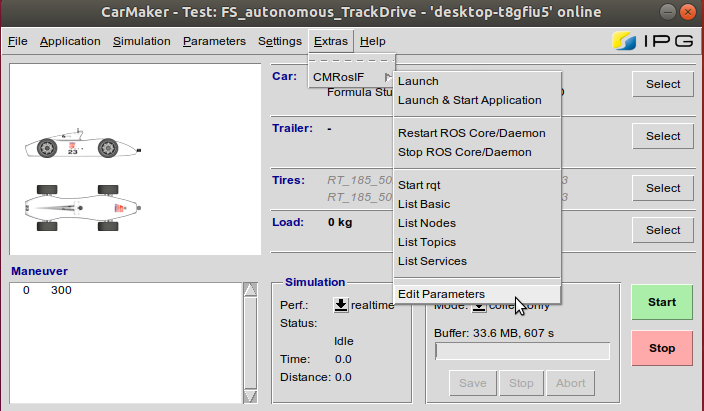 CarMaker - Test: FS_autonomous_TrackDrive - 'desktop-t8gfiu5' online
File Application Simulation Parameters Settings Extras Help
IPG
CMRosIF
Launch
Launch & Start Application
Restart ROS Core/Daemon
Stop ROS Core/Daemon
Start rqt
List Basic
List Nodes
List Topics
List Services
Edit Parameters
Car:
Formula Stu
Select
Trailer: -
Select
Tires: RT_185_50 3
RT_185_50 3
Select
Load: 0 kg
Select
23
Maneuver
0 300
Simulation
Perf.: realtime
Status:
Idle
Time: 0.0
Distance: 0.0
Mode: collect only
Buffer: 33.6 MB, 607 s
Save Stop Abort
Start
Stop